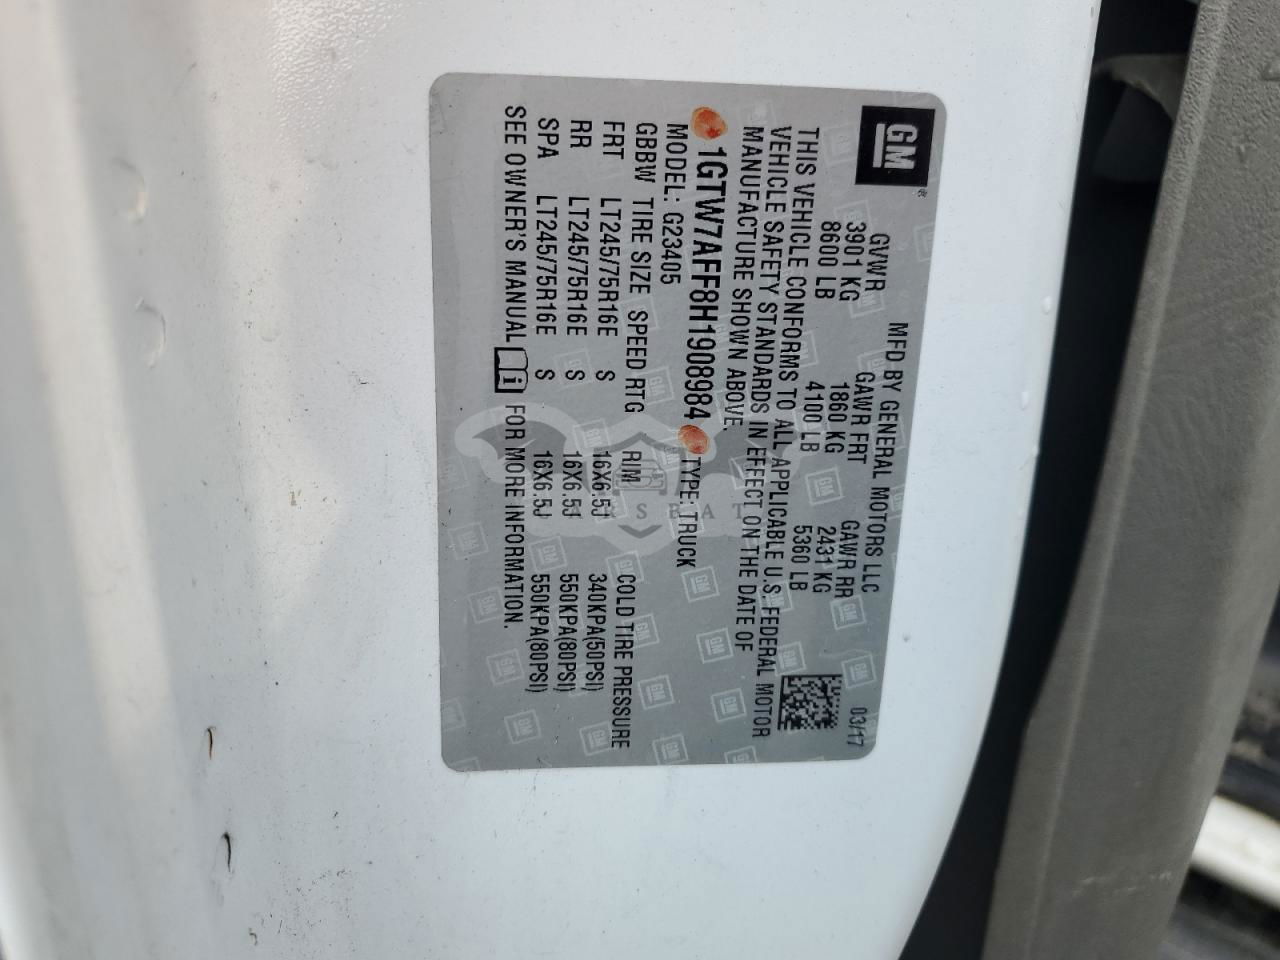 GM
MFD BY GENERAL MOTORS LLC
03/17
GVWR GAWR FRT GAWR RR
3901 KG 1860 KG 2431 KG
8600 LB 4100 LB 5360 LB
THIS VEHICLE CONFORMS TO ALL APPLICABLE U.S. FEDERAL MOTOR
VEHICLE SAFETY STANDARDS IN EFFECT ON THE DATE OF
MANUFACTURE SHOWN ABOVE.
1GTW7AFF8H1908984 TYPE: TRUCK
MODEL: G23405
GBBW TIRE SIZE SPEED RTG RIM COLD TIRE PRESSURE
FRT LT245/75R16E S 16X6.5J 340KPA(50PSI)
RR LT245/75R16E S 16X6.5J 550KPA(80PSI)
SPA LT245/75R16E S 16X6.5J 550KPA(80PSI)
SEE OWNER'S MANUAL i FOR MORE INFORMATION.